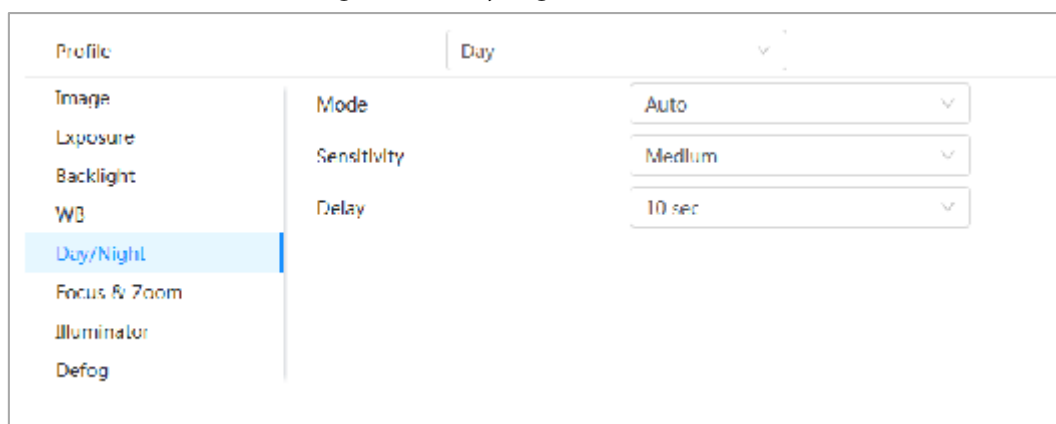 Profile Day
Image
Exposure
Backlight
WB
Day/Night
Focus & Zoom
Illuminator
Defog
Mode Auto
Sensitivity Medium
Delay 10 sec